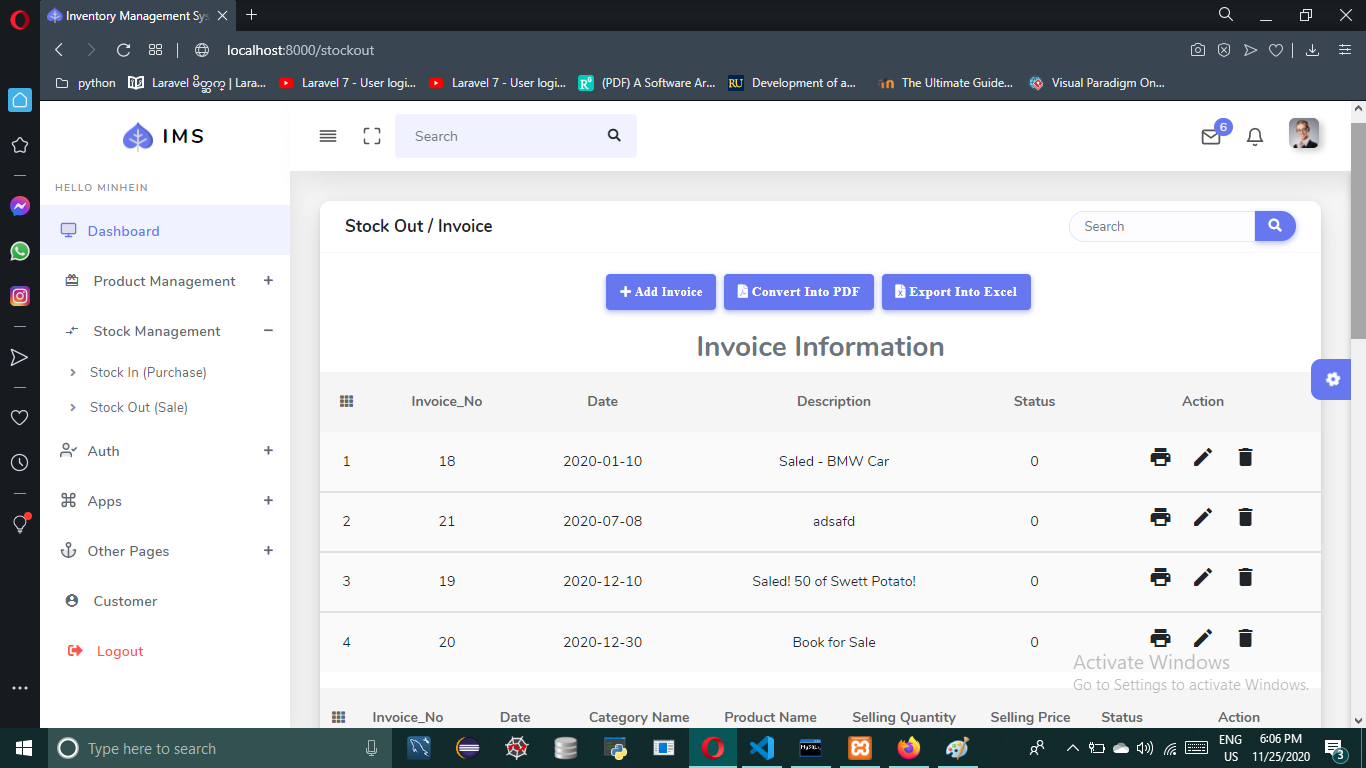 Inventory Management Sys
localhost:8000/stockout
python
Laravel 7 - User logi...
Laravel 7 - User logi...
(PDF) A Software Ar...
RU Development of a...
The Ultimate Guide...
Visual Paradigm On...
IMS
Search
6
HELLO MINHEIN
Dashboard
Product Management +
Stock Management −
Stock In (Purchase)
Stock Out (Sale)
Auth +
Apps +
Other Pages +
Customer
Logout
Stock Out / Invoice
Search
Add Invoice Convert Into PDF Export Into Excel
Invoice Information
Invoice_No Date Description Status Action
1 18 2020-01-10 Saled - BMW Car 0
2 21 2020-07-08 adsafd 0
3 19 2020-12-10 Saled! 50 of Swett Potato! 0
4 20 2020-12-30 Book for Sale 0
Activate Windows
Go to Settings to activate Windows.
Invoice_No Date Category Name Product Name Selling Quantity Selling Price Status Action
Type here to search
ENG
US
6:06 PM
11/25/2020
3